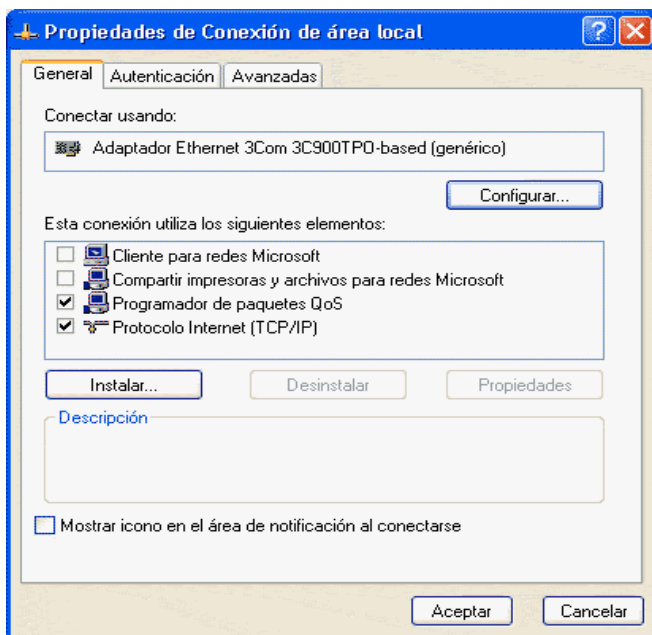 Propiedades de Conexión de área local
General Autenticación Avanzadas
Conectar usando:
Adaptador Ethernet 3Com 3C900TPO-based (genérico)
Configurar...
Esta conexión utiliza los siguientes elementos:
Cliente para redes Microsoft
Compartir impresoras y archivos para redes Microsoft
Programador de paquetes QoS
Protocolo Internet (TCP/IP)
Instalar... Desinstalar Propiedades
Descripción
Mostrar icono en el área de notificación al conectarse
Aceptar Cancelar